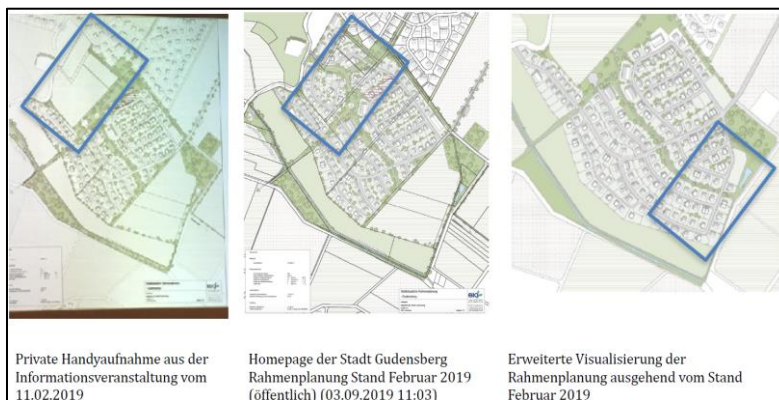 Private Handyaufnahme aus der
Informationsveranstaltung vom
11.02.2019
Homepage der Stadt Gudensberg
Rahmenplanung Stand Februar 2019
(öffentlich) (03.09.2019 11:03)
Erweiterte Visualisierung der
Rahmenplanung ausgehend vom Stand
Februar 2019